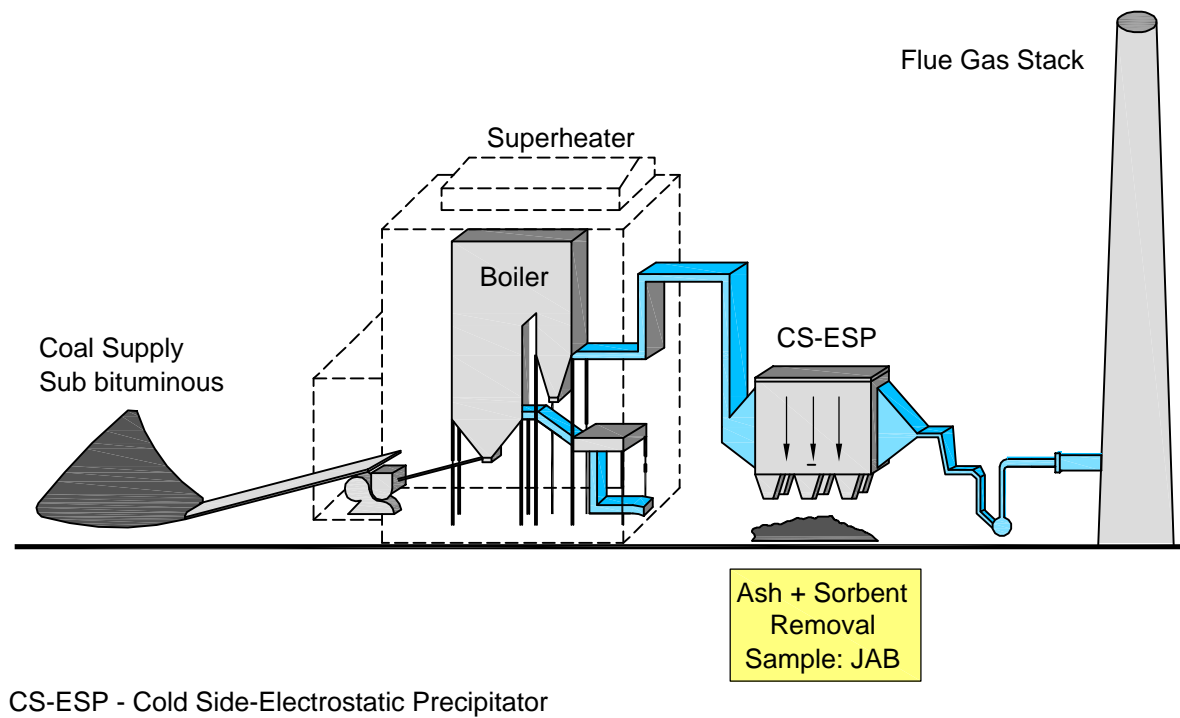 Flue Gas Stack
Superheater
Boiler
Coal Supply
Sub bituminous
CS-ESP
Ash + Sorbent
Removal
Sample: JAB
CS-ESP - Cold Side-Electrostatic Precipitator